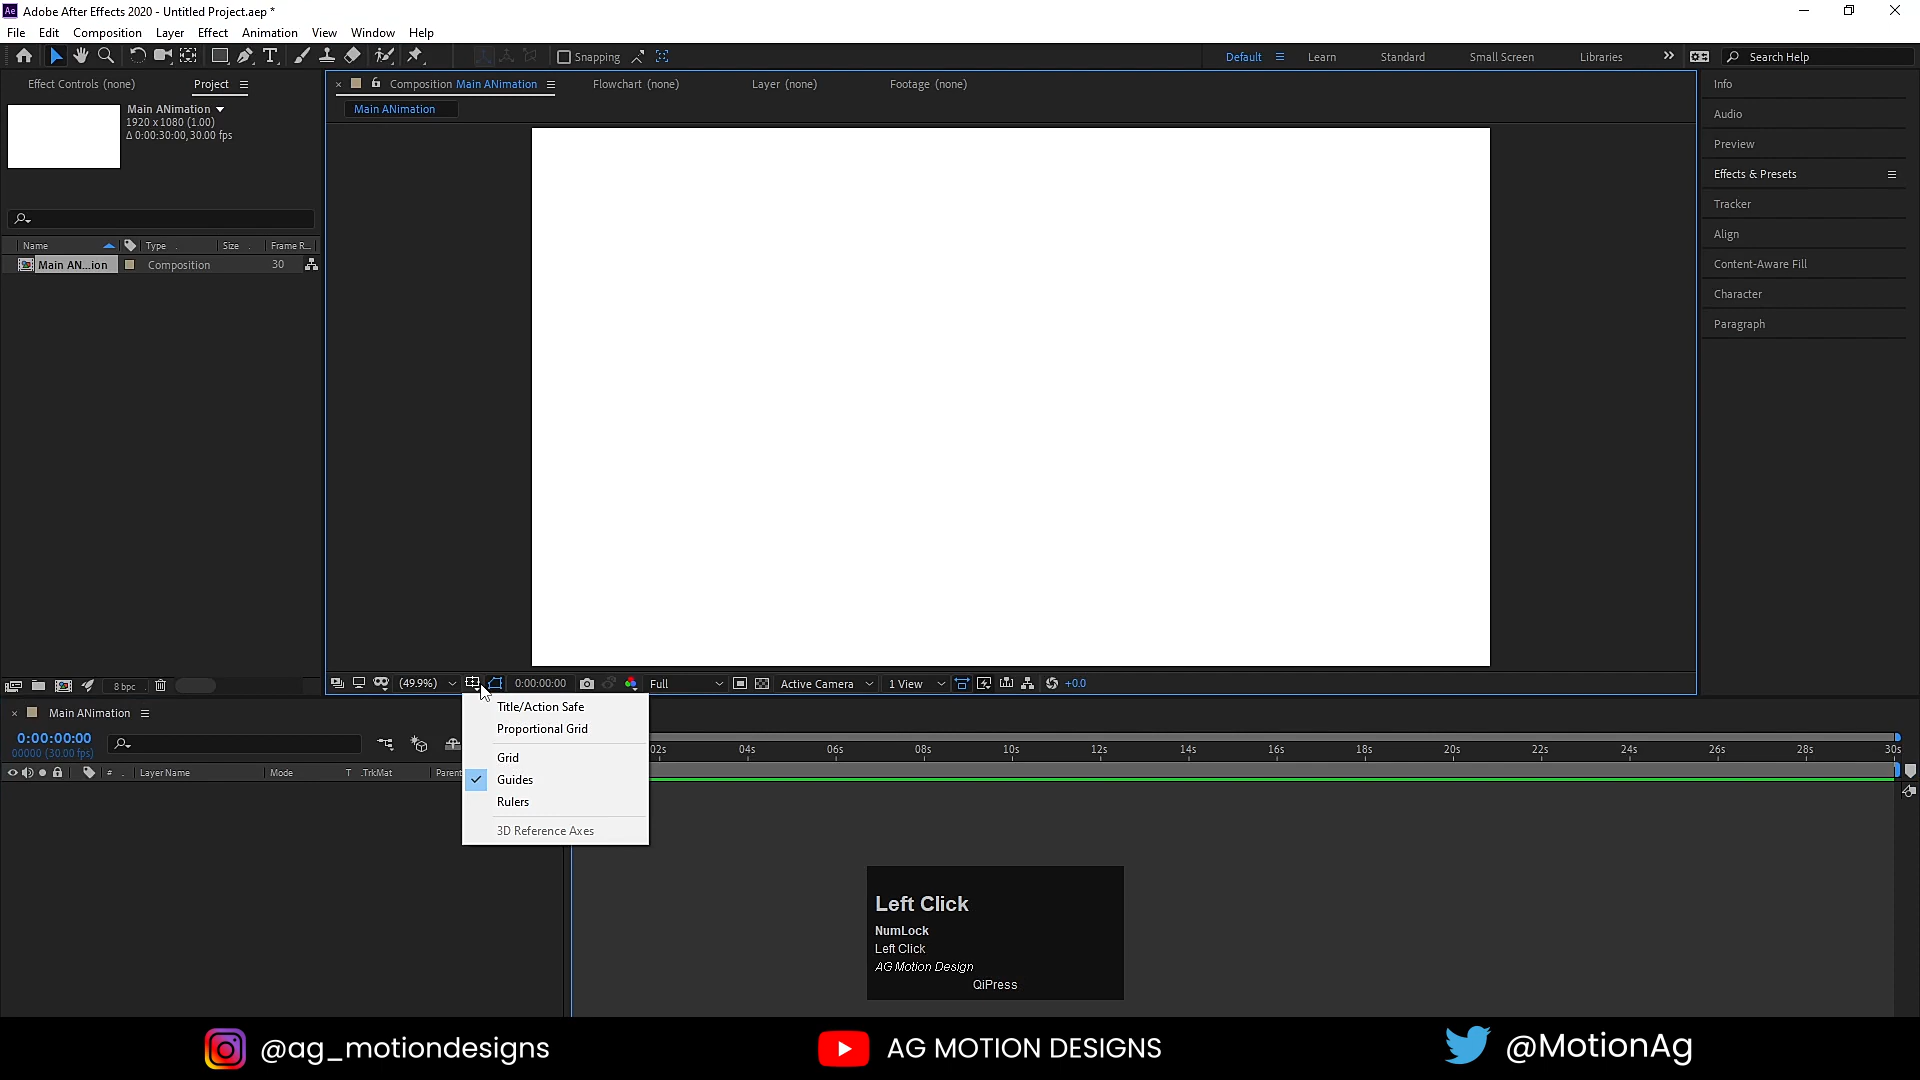 Ae Adobe After Effects 2020 - Untitled Project.aep *
File Edit Composition Layer Effect Animation View Window Help
Snapping Default Learn Standard Small Screen Libraries Search Help
Effect Controls (none) Project
Composition Main ANimation Flowchart (none) Layer (none) Footage (none)
Main ANimation
Main ANimation
1920 x 1080 (1.00)
Δ 0:00:30:00, 30.00 fps
Name Type Size Frame R...
Main AN...ion Composition 30
Info
Audio
Preview
Effects & Presets
Tracker
Align
Content-Aware Fill
Character
Paragraph
8 bpc
(49.9%) 0:00:00:00 Full Active Camera 1 View +0.0
Title/Action Safe
Proportional Grid
Grid
Guides
Rulers
3D Reference Axes
Main ANimation
0:00:00:00
00000 (30.00 fps)
02s 04s 06s 08s 10s 12s 14s 16s 18s 20s 22s 24s 26s 28s 30s
# Layer Name Mode T .TrkMat Parent
Left Click
NumLock
Left Click
AG Motion Design
QiPress
@ag_motiondesigns AG MOTION DESIGNS @MotionAg